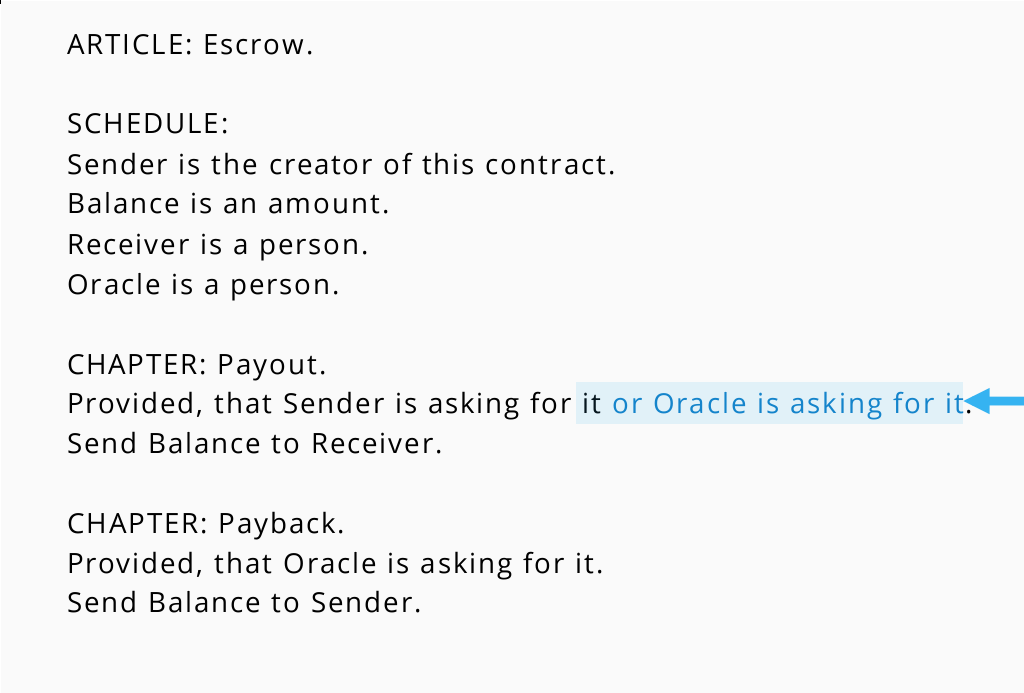 ARTICLE: Escrow.
SCHEDULE:
Sender is the creator of this contract.
Balance is an amount.
Receiver is a person.
Oracle is a person.
CHAPTER: Payout.
Provided, that Sender is asking for it or Oracle is asking for it.
Send Balance to Receiver.
CHAPTER: Payback.
Provided, that Oracle is asking for it.
Send Balance to Sender.